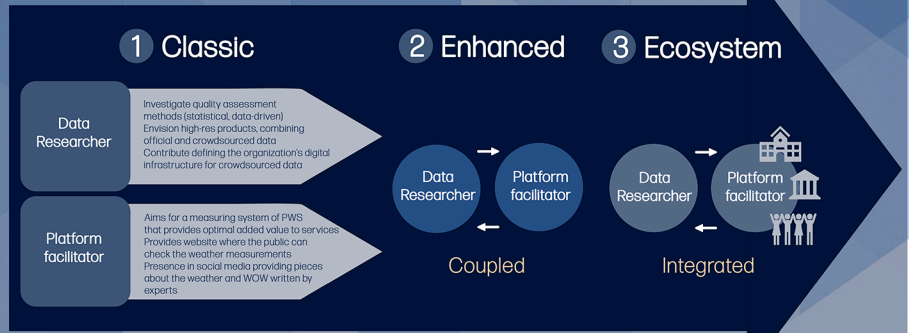 1 Classic
2 Enhanced
3 Ecosystem
Data
Researcher
Investigate quality assessment
methods (statistical, data-driven)
Envision high-res products, combining
official and crowdsourced data
Contribute defining the organization's digital
infrastructure for crowdsourced data
Platform
facilitator
Aims for a measuring system of PWS
that provides optimal added value to services
Provides website where the public can
check the weather measurements
Presence in social media providing pieces
about the weather and WOW written by
experts
Data
Researcher
Platform
facilitator
Coupled
Data
Researcher
Platform
facilitator
Integrated